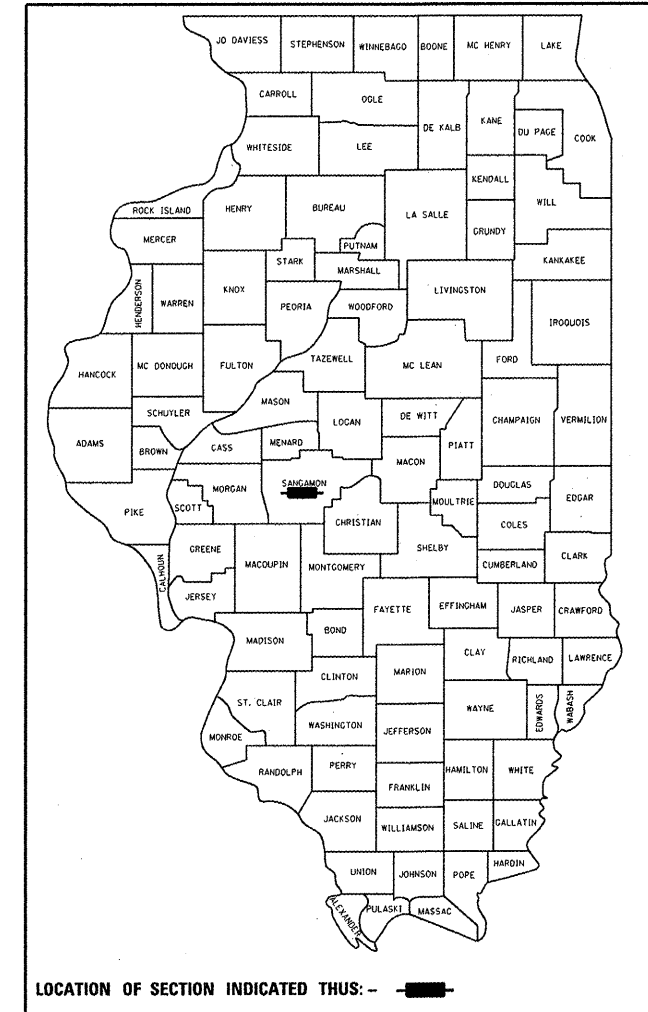 JO DAVIESS
STEPHENSON
WINNEBAGO
BOONE
MC HENRY
LAKE
CARROLL
OGLE
DE KALB
KANE
DU PAGE
COOK
WHITESIDE
LEE
KENDALL
WILL
ROCK ISLAND
HENRY
BUREAU
LA SALLE
GRUNDY
MERCER
PUTNAM
STARK
MARSHALL
KANKAKEE
HENDERSON
WARREN
KNOX
PEORIA
WOODFORD
LIVINGSTON
IROQUOIS
HANCOCK
MC DONOUGH
FULTON
TAZEWELL
MC LEAN
FORD
SCHUYLER
MASON
LOGAN
DE WITT
CHAMPAIGN
VERMILION
ADAMS
BROWN
CASS
MENARD
MACON
PIATT
PIKE
SCOTT
MORGAN
SANGAMON
CHRISTIAN
MOULTRIE
DOUGLAS
EDGAR
COLES
CALHOUN
GREENE
MACOUPIN
MONTGOMERY
SHELBY
CUMBERLAND
CLARK
JERSEY
FAYETTE
EFFINGHAM
JASPER
CRAWFORD
MADISON
BOND
CLAY
RICHLAND
LAWRENCE
CLINTON
MARION
ST. CLAIR
WAYNE
EDWARDS
WABASH
MONROE
WASHINGTON
JEFFERSON
RANDOLPH
PERRY
HAMILTON
WHITE
FRANKLIN
JACKSON
WILLIAMSON
SALINE
GALLATIN
UNION
JOHNSON
POPE
HARDIN
ALEXANDER
PULASKI
MASSAC
LOCATION OF SECTION INDICATED THUS: -